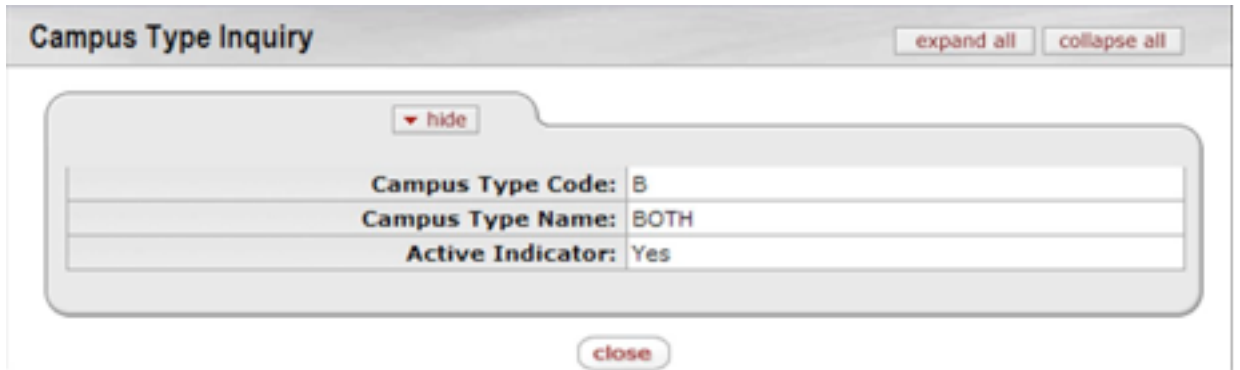 Campus Type Inquiry expand all collapse all
hide
Campus Type Code: B
Campus Type Name: BOTH
Active Indicator: Yes
close